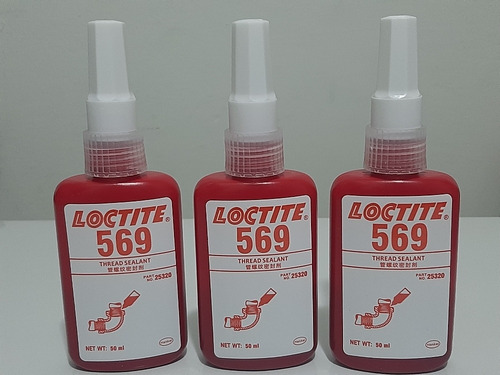 LOCTITE®
569
THREAD SEALANT
管螺纹密封剂
PART NO. 25320
NET WT: 50 ml
LOCTITE®
569
THREAD SEALANT
管螺纹密封剂
PART NO. 25320
NET WT: 50 ml
LOCTITE®
569
THREAD SEALANT
管螺纹密封剂
PART NO. 25320
NET WT: 50 ml